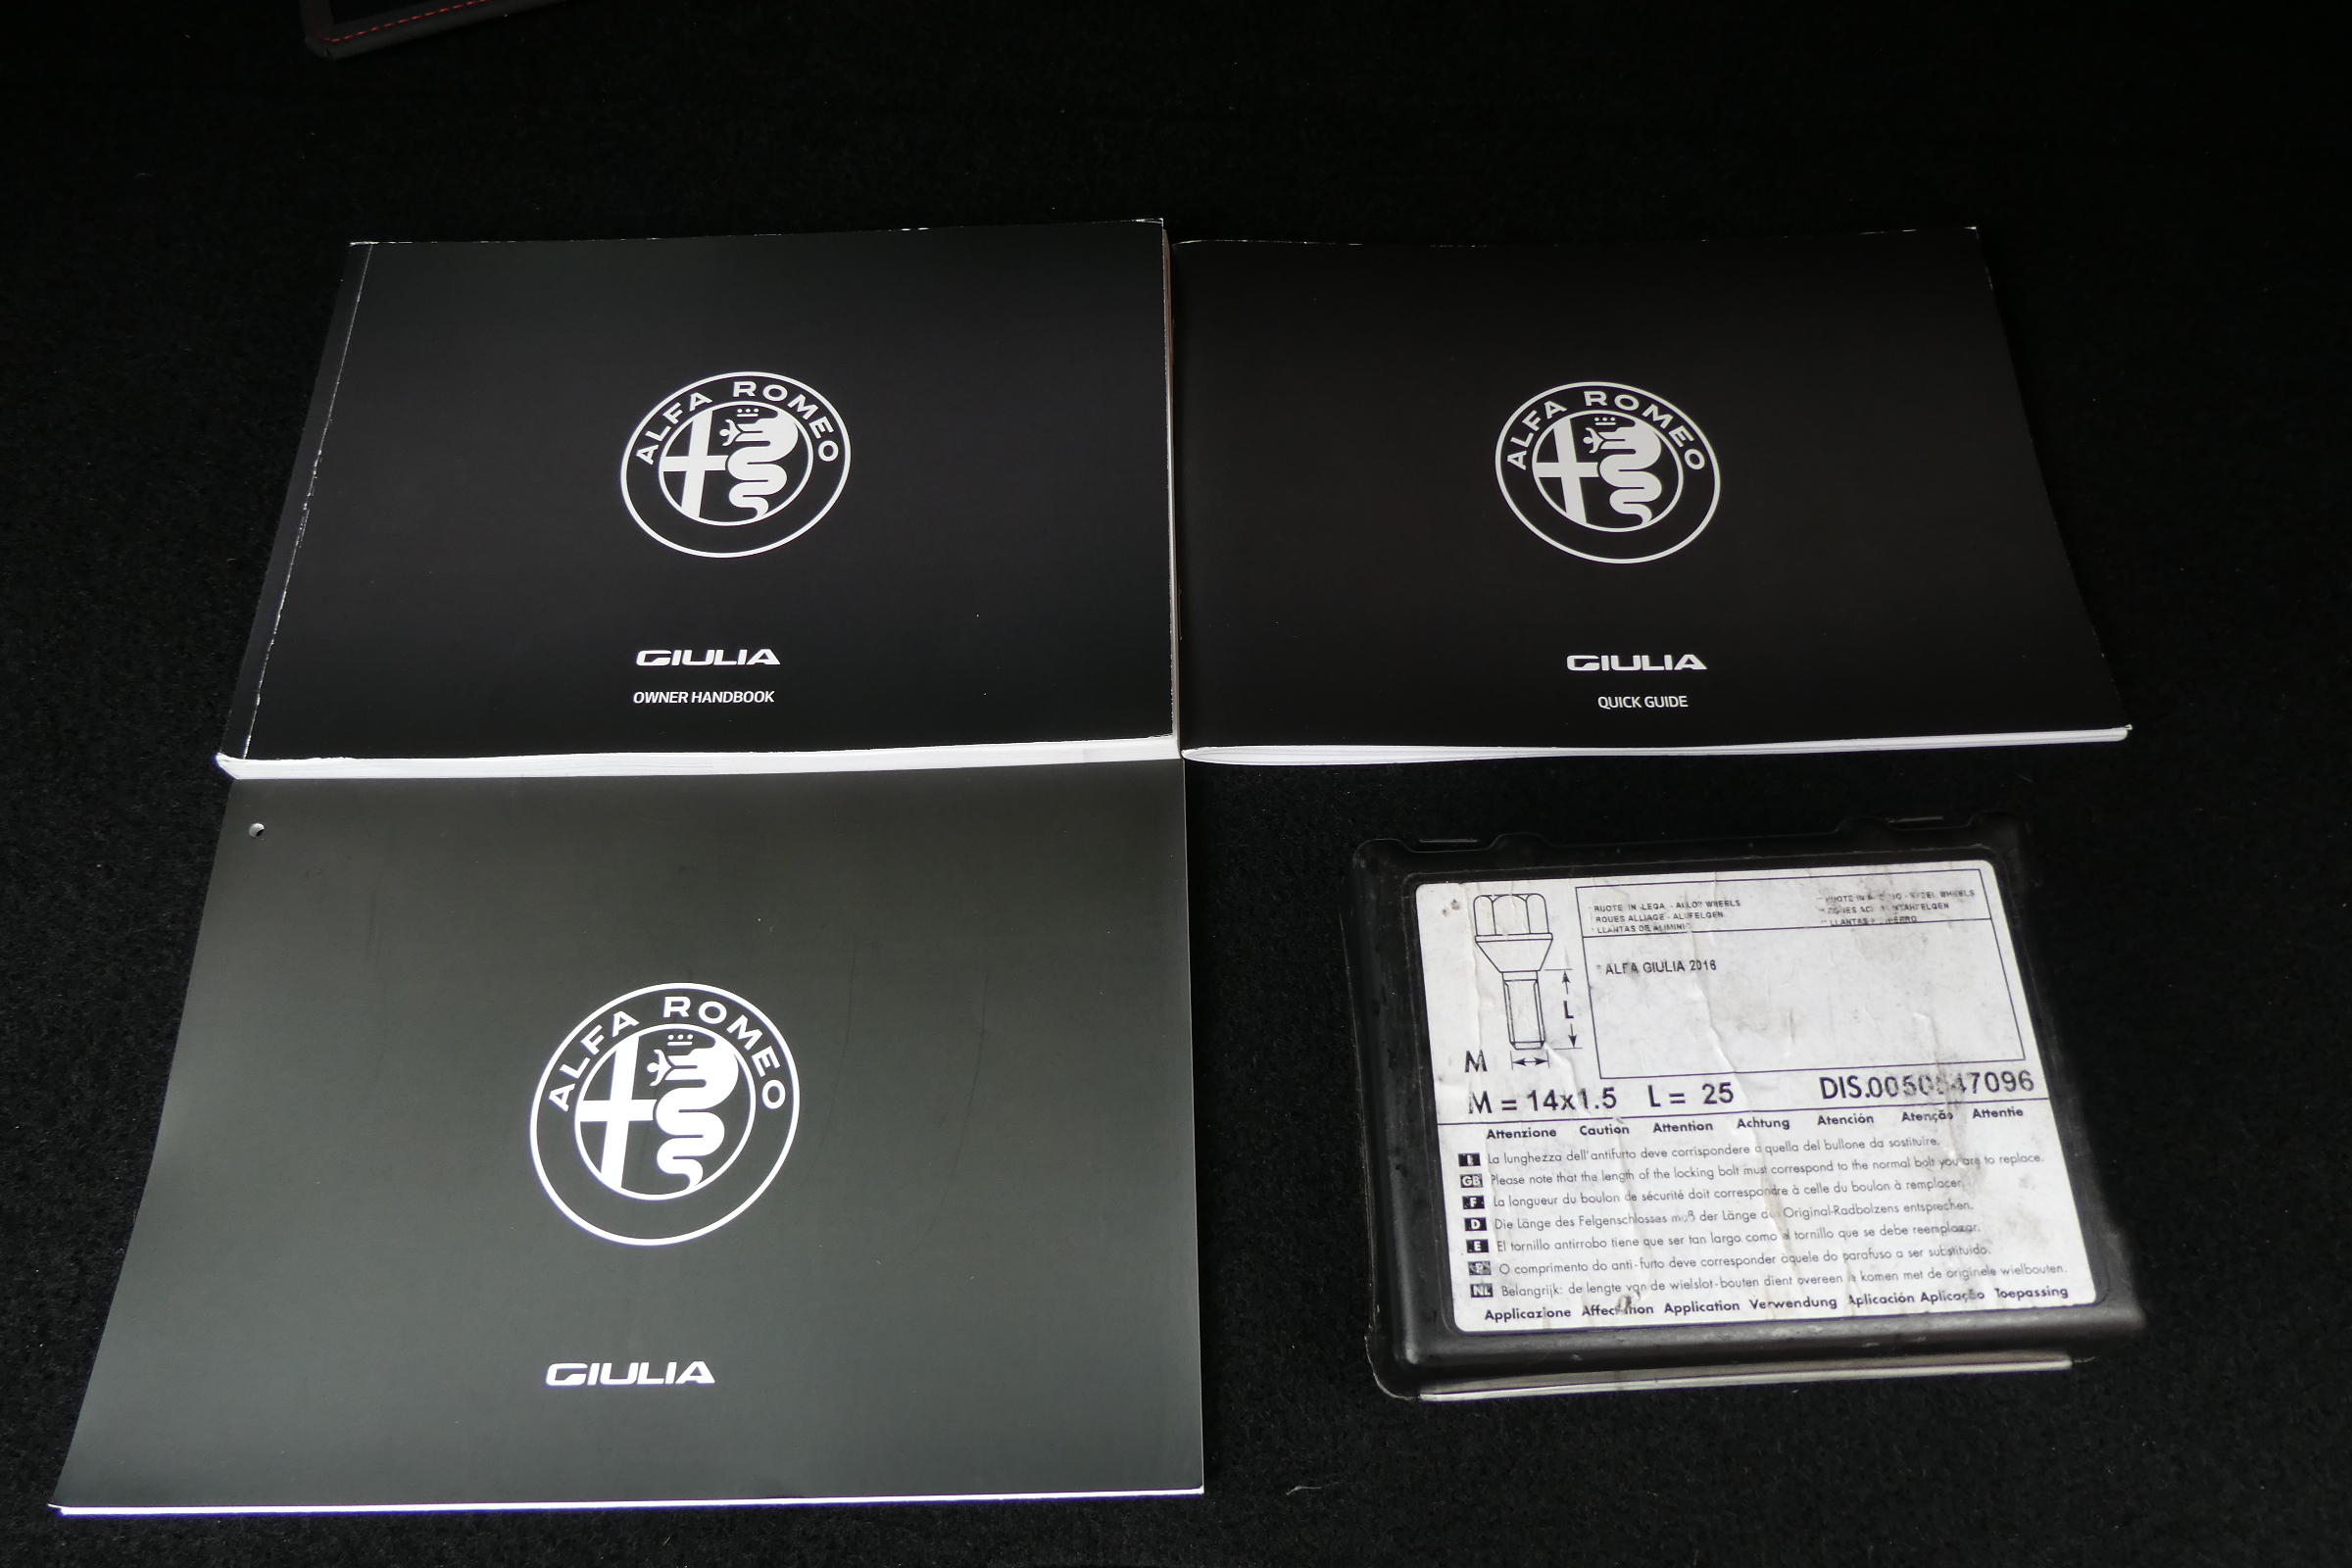 ALFA ROMEO
GIULIA
OWNER HANDBOOK
ALFA ROMEO
GIULIA
QUICK GUIDE
ALFA ROMEO
GIULIA
* RUOTE IN LEGA - ALLOY WHEELS
ROUES ALLIAGE - ALUFELGEN
LLANTAS DE
** RUOTE IN WHEELS
LLANTAS
* ALFA GIULIA 2016
L
M
M = 14x1.5 L = 25
Attenzione Caution Attention Achtung Atención Atenção Attentie
I La lunghezza dell'antifurto deve corrispondere a quella del bullone da sostituire.
GB Please note that the length of the locking bolt must correspond to the normal bolt you are to replace.
F La longueur du boulon de sécurité doit correspondre à celle du boulon à remplacer.
D Die Länge des Felgenschlosses muß der Länge des Original-Radbolzens entsprechen.
E El tornillo antirrobo tiene que ser tan largo como el tornillo que se debe reemplazar.
P O comprimento do anti-furto deve corresponder àquele do parafuso a ser substituido.
NL Belangrijk: de lengte van de wielslot-bouten dient overeen te komen met de originele wielbouten.
Applicazione Application Verwendung Aplicación Aplicação Toepassing